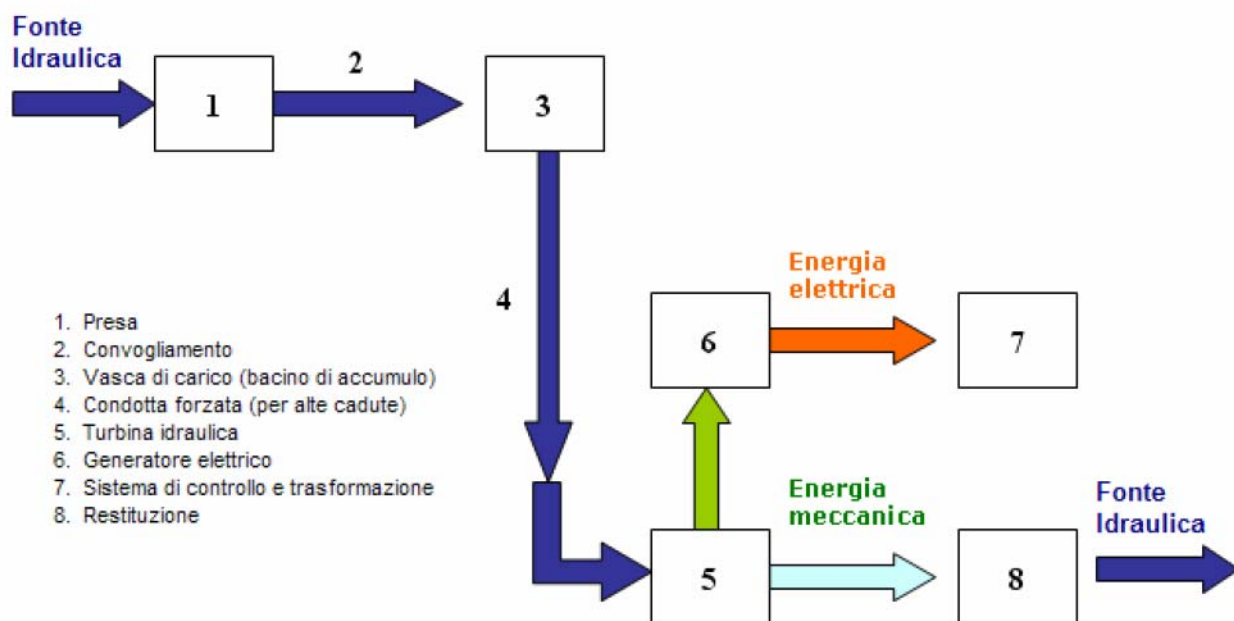 Fonte
Idraulica
1
2
3
4
Energia
elettrica
6
7
1. Presa
2. Convogliamento
3. Vasca di carico (bacino di accumulo)
4. Condotta forzata (per alte cadute)
5. Turbina idraulica
6. Generatore elettrico
7. Sistema di controllo e trasformazione
8. Restituzione
Energia
meccanica
5
8
Fonte
Idraulica